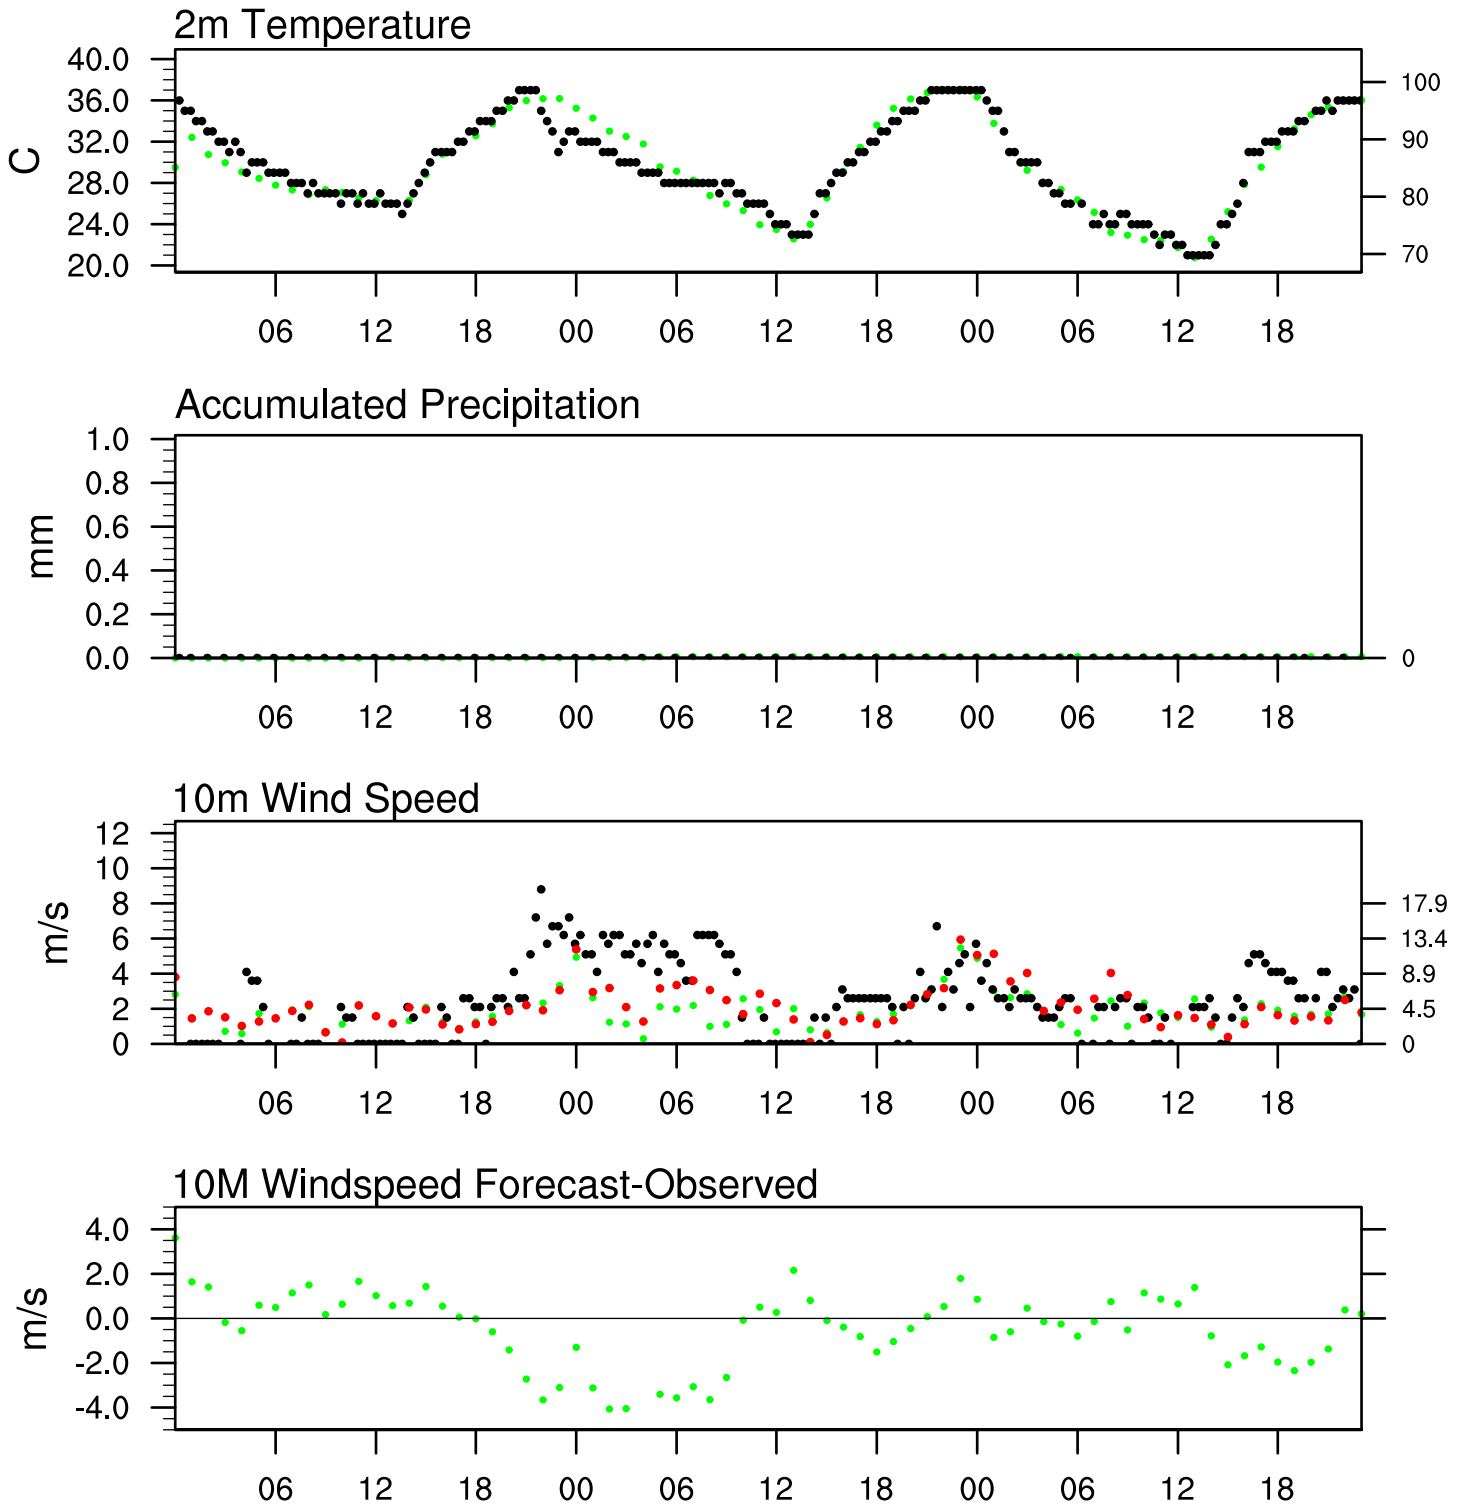 2m Temperature
40.0
36.0
32.0
28.0
24.0
20.0
C
100
90
80
70
06 12 18 00 06 12 18 00 06 12 18
Accumulated Precipitation
1.0
0.8
0.6
0.4
0.2
0.0
mm
0
06 12 18 00 06 12 18 00 06 12 18
10m Wind Speed
12
10
8
6
4
2
0
m/s
17.9
13.4
8.9
4.5
0
06 12 18 00 06 12 18 00 06 12 18
10M Windspeed Forecast-Observed
4.0
2.0
0.0
-2.0
-4.0
m/s
06 12 18 00 06 12 18 00 06 12 18